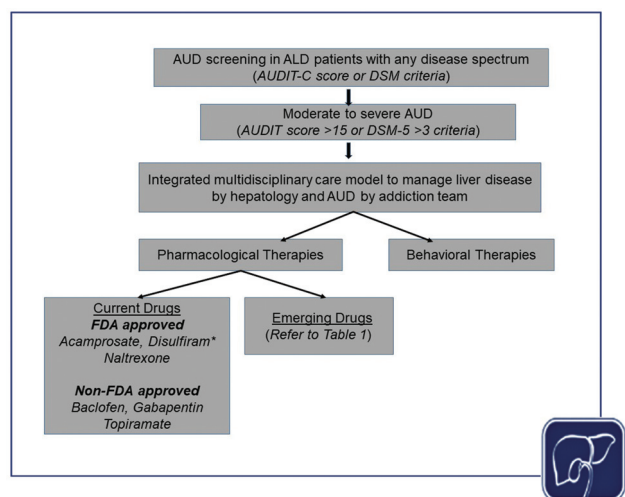 AUD screening in ALD patients with any disease spectrum
(AUDIT-C score or DSM criteria)
Moderate to severe AUD
(AUDIT score >15 or DSM-5 >3 criteria)
Integrated multidisciplinary care model to manage liver disease
by hepatology and AUD by addiction team
Pharmacological Therapies
Behavioral Therapies
Current Drugs
FDA approved
Acamprosate, Disulfiram*
Naltrexone
Non-FDA approved
Baclofen, Gabapentin
Topiramate
Emerging Drugs
(Refer to Table 1)